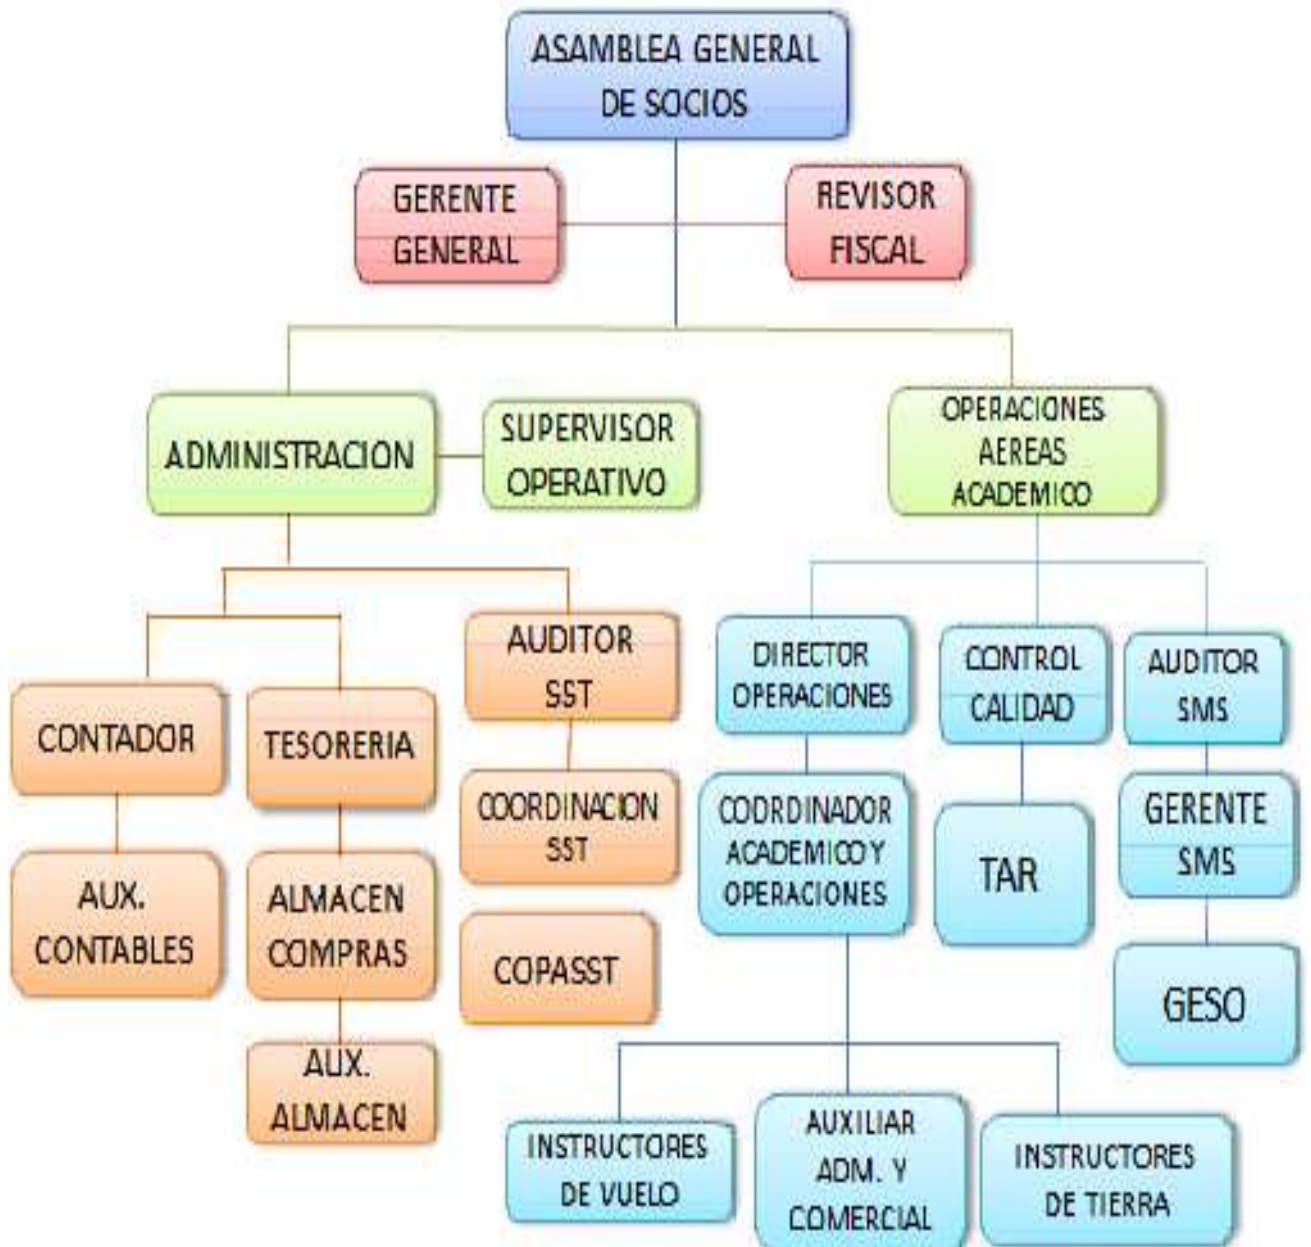 ASAMBLEA GENERAL
DE SOCIOS
GERENTE
GENERAL
REVISOR
FISCAL
ADMINISTRACION
SUPERVISOR
OPERATIVO
OPERACIONES
AEREAS
ACADEMICO
CONTADOR
TESORERIA
AUDITOR
SST
DIRECTOR
OPERACIONES
CONTROL
CALIDAD
AUDITOR
SMS
AUX.
CONTABLES
ALMACEN
COMPRAS
COORDINACION
SST
COORDINADOR
ACADEMICO Y
OPERACIONES
TAR
GERENTE
SMS
COPASST
GESO
AUX.
ALMACEN
INSTRUCTORES
DE VUELO
AUXILIAR
ADM. Y
COMERCIAL
INSTRUCTORES
DE TIERRA